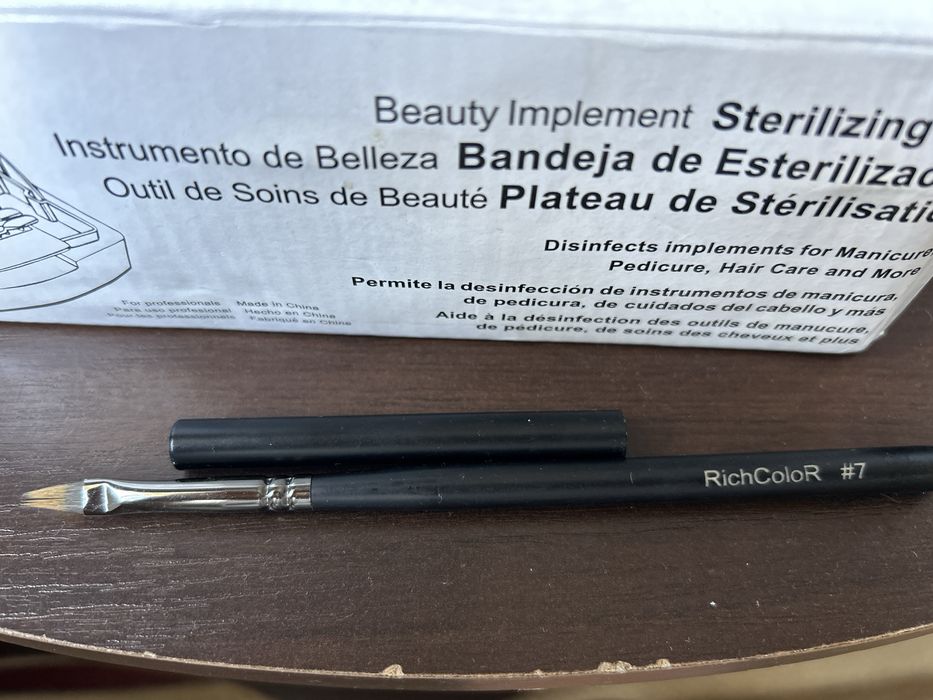 Beauty Implement Sterilizing
Instrumento de Belleza Bandeja de Esterilizac
Outil de Soins de Beauté Plateau de Stérilisati
Disinfects implements for Manicure
Pedicure, Hair Care and More
Permite la desinfección de instrumentos de manicura,
de pedicura, de cuidados del cabello y más
Aide à la désinfection des outils de manucure,
de pédicure, de soins des cheveux et plus
For professionals Made in China
Para uso profesional Hecho en China
Pour les professionnels Fabriqué en China
RichColoR #7